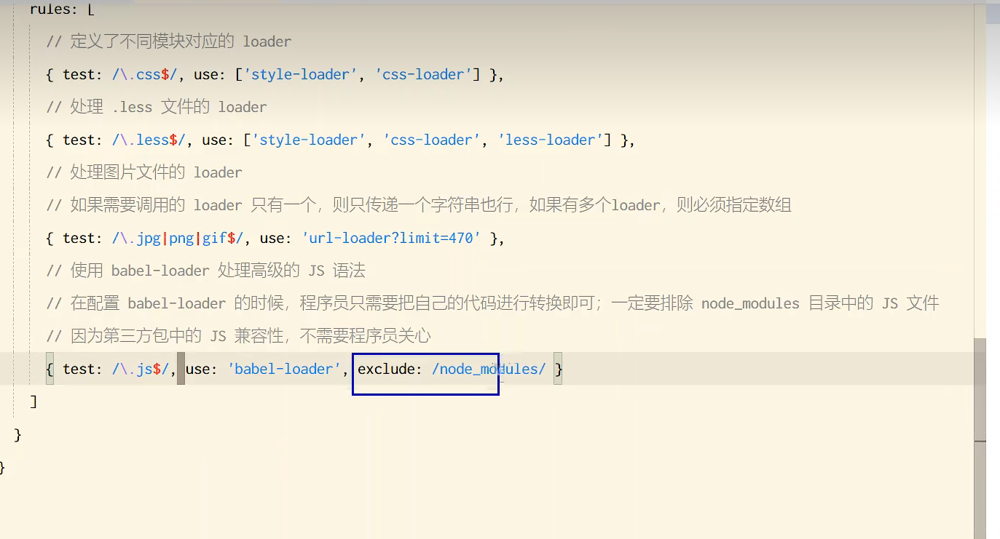 rules: [
// 定义了不同模块对应的 loader
{ test: /\.css$/, use: ['style-loader', 'css-loader'] },
// 处理 .less 文件的 loader
{ test: /\.less$/, use: ['style-loader', 'css-loader', 'less-loader'] },
// 处理图片文件的 loader
// 如果需要调用的 loader 只有一个，则只传递一个字符串也行，如果有多个loader，则必须指定数组
{ test: /\.jpg|png|gif$/, use: 'url-loader?limit=470' },
// 使用 babel-loader 处理高级的 JS 语法
// 在配置 babel-loader 的时候，程序员只需要把自己的代码进行转换即可；一定要排除 node_modules 目录中的 JS 文件
// 因为第三方包中的 JS 兼容性，不需要程序员关心
{ test: /\.js$/, use: 'babel-loader', exclude: /node_modules/ }
]
}
}